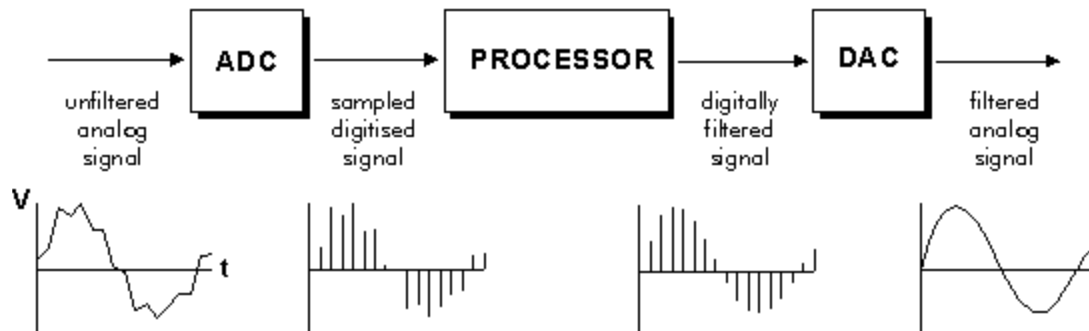 ADC
PROCESSOR
DAC
unfiltered
analog
signal
sampled
digitised
signal
digitally
filtered
signal
filtered
analog
signal
V
t